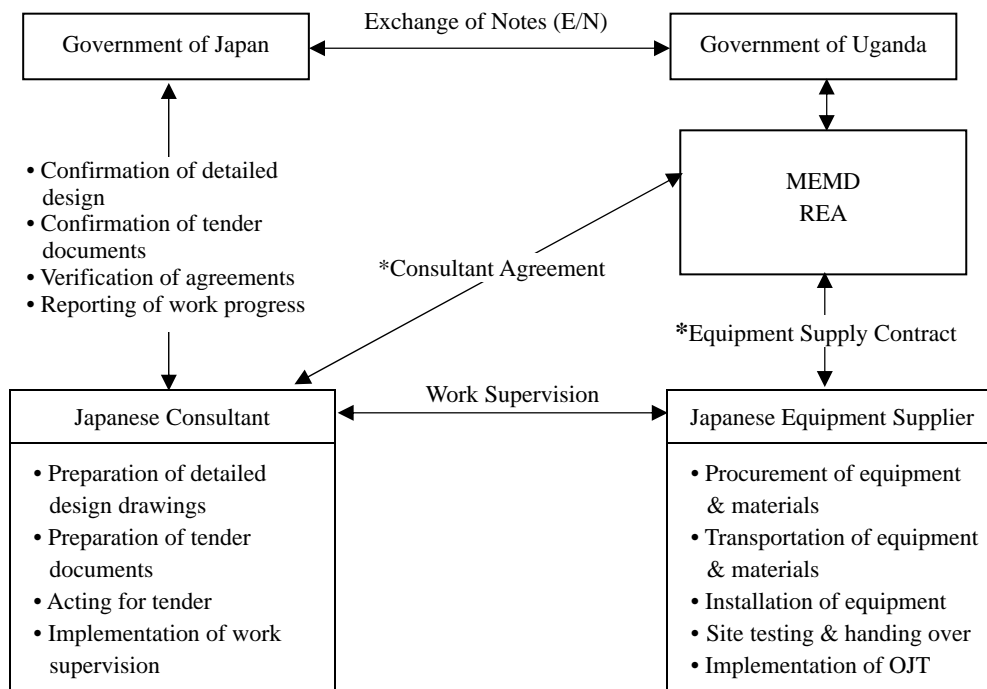 Exchange of Notes (E/N)
Government of Japan
Government of Uganda
• Confirmation of detailed
design
• Confirmation of tender
documents
• Verification of agreements
• Reporting of work progress
MEMD
REA
*Consultant Agreement
*Equipment Supply Contract
Work Supervision
Japanese Consultant
• Preparation of detailed
design drawings
• Preparation of tender
documents
• Acting for tender
• Implementation of work
supervision
Japanese Equipment Supplier
• Procurement of equipment
& materials
• Transportation of equipment
& materials
• Installation of equipment
• Site testing & handing over
• Implementation of OJT